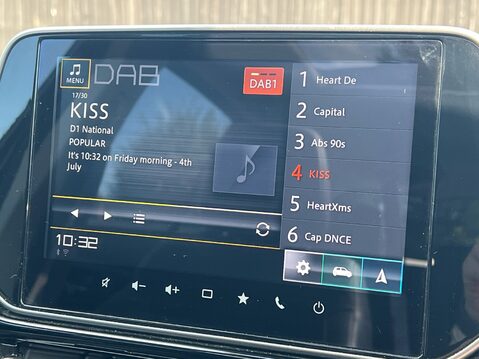 MENU
DAB
DAB1
17/30
KISS
D1 National
POPULAR
It's 10:32 on Friday morning - 4th
July
10:32
1 Heart De
2 Capital
3 Abs 90s
4 KISS
5 HeartXms
6 Cap DNCE